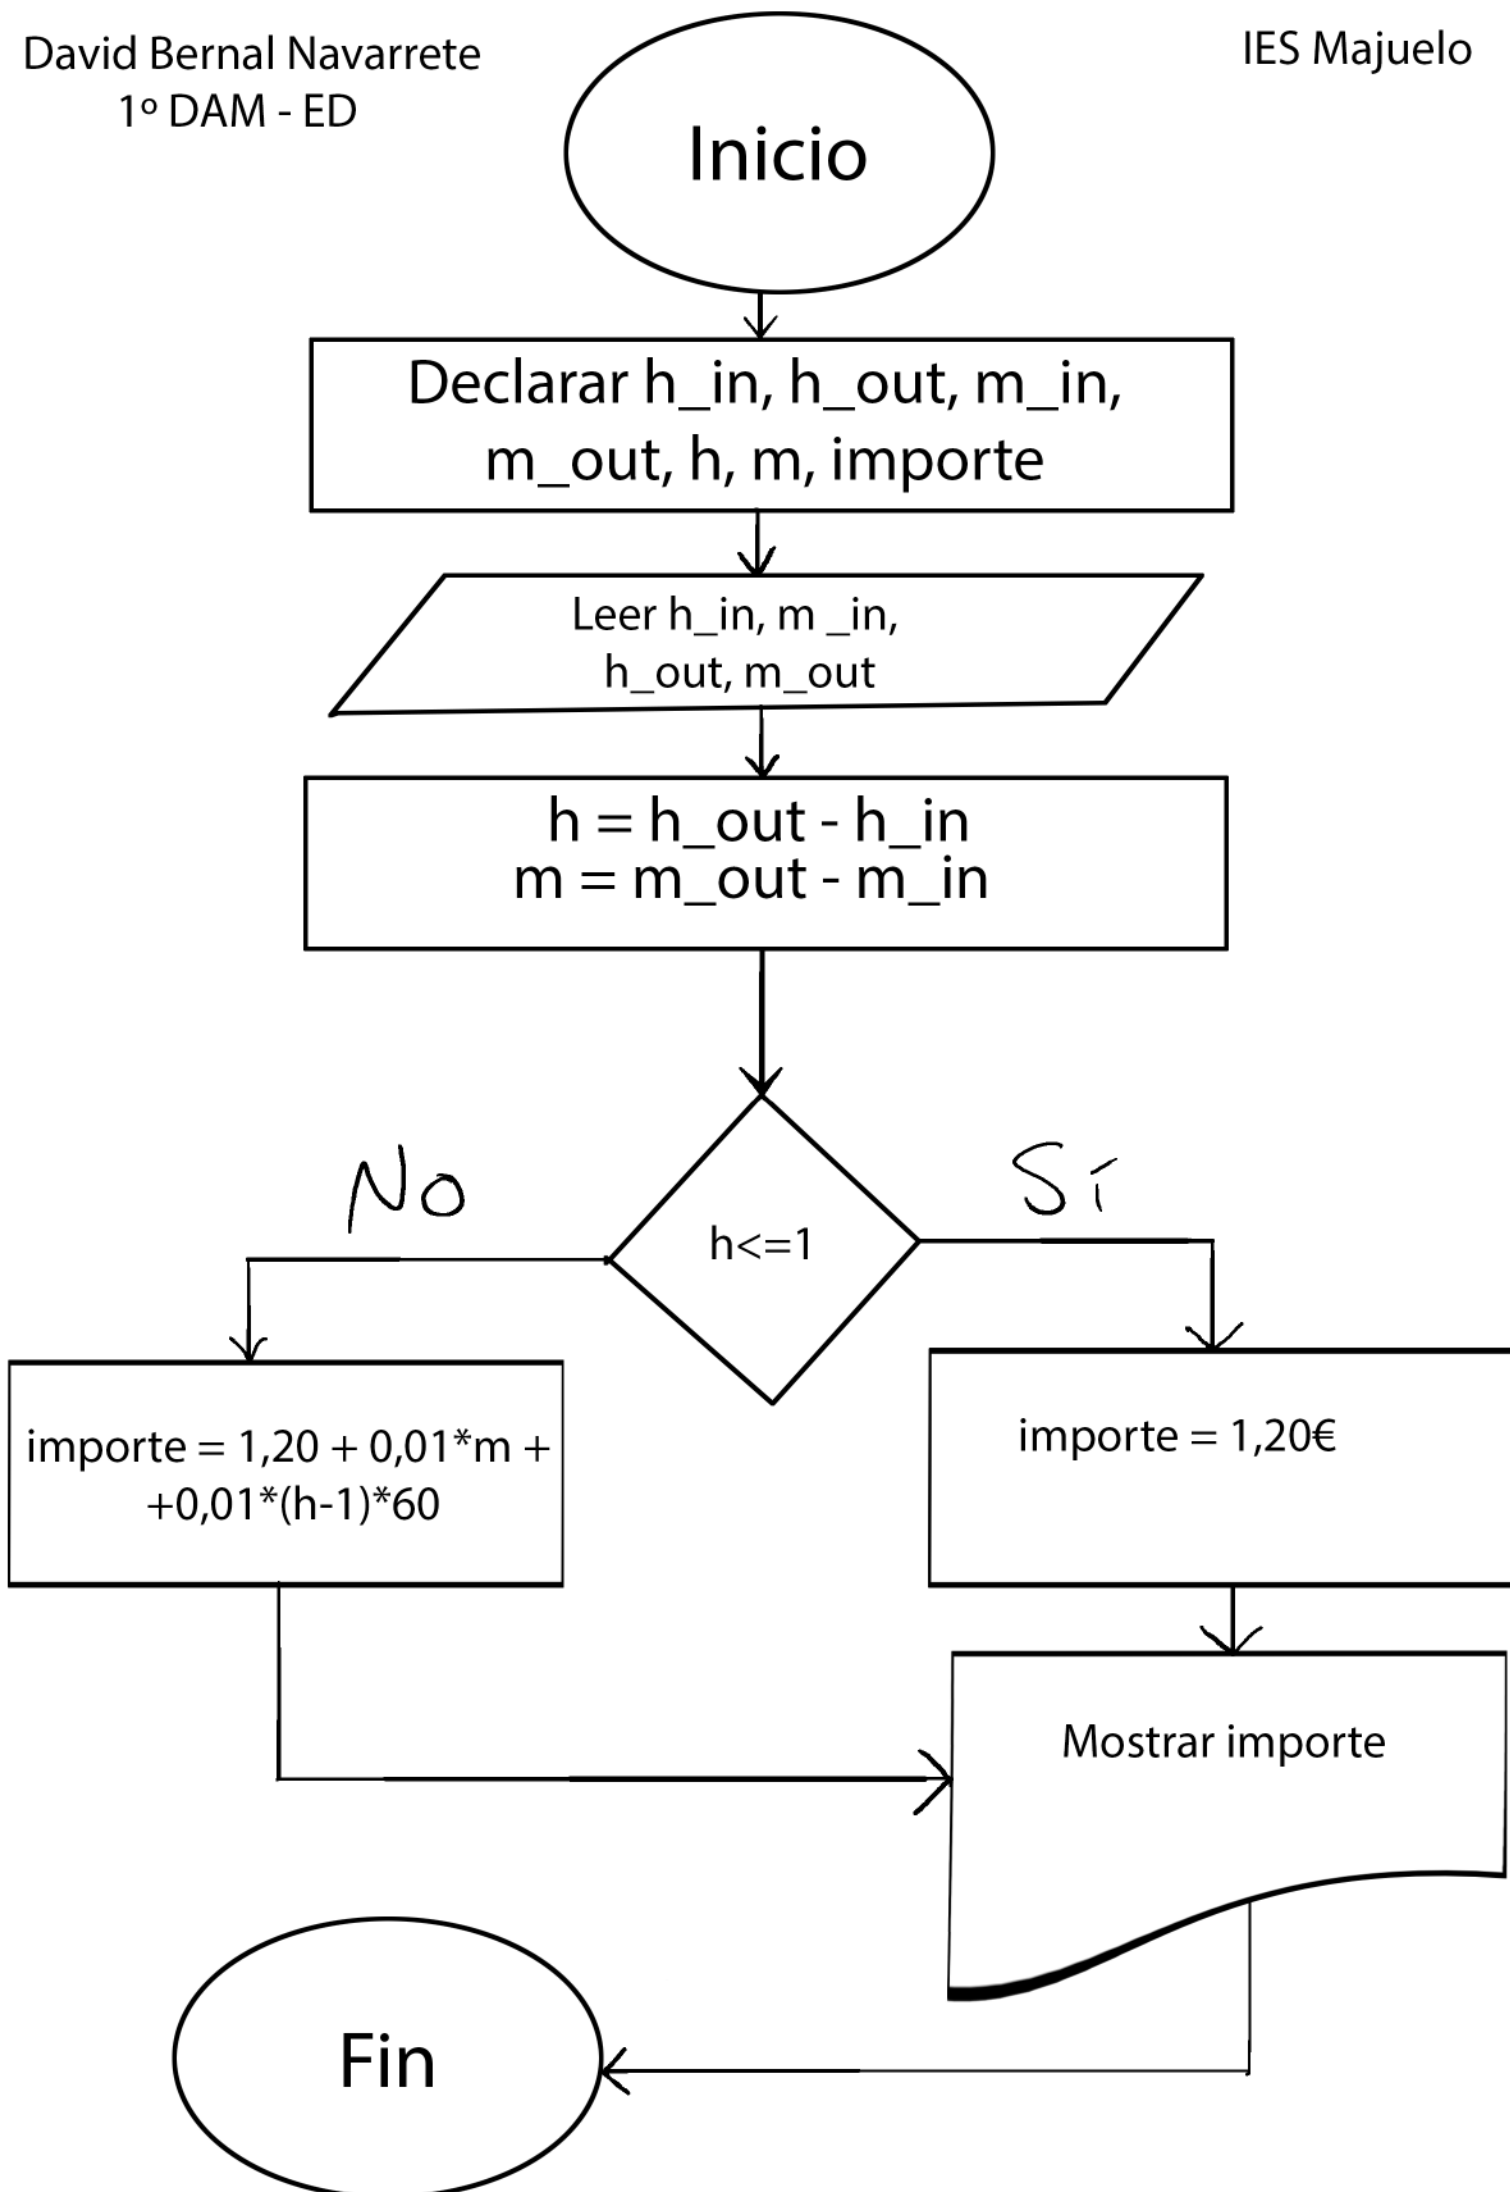 David Bernal Navarrete
1º DAM - ED
IES Majuelo
Inicio
Declarar h_in, h_out, m_in,
m_out, h, m, importe
Leer h_in, m _in,
h_out, m_out
h = h_out - h_in
m = m_out - m_in
No
Sí
h<=1
importe = 1,20 + 0,01*m +
+0,01*(h-1)*60
importe = 1,20€
Mostrar importe
Fin